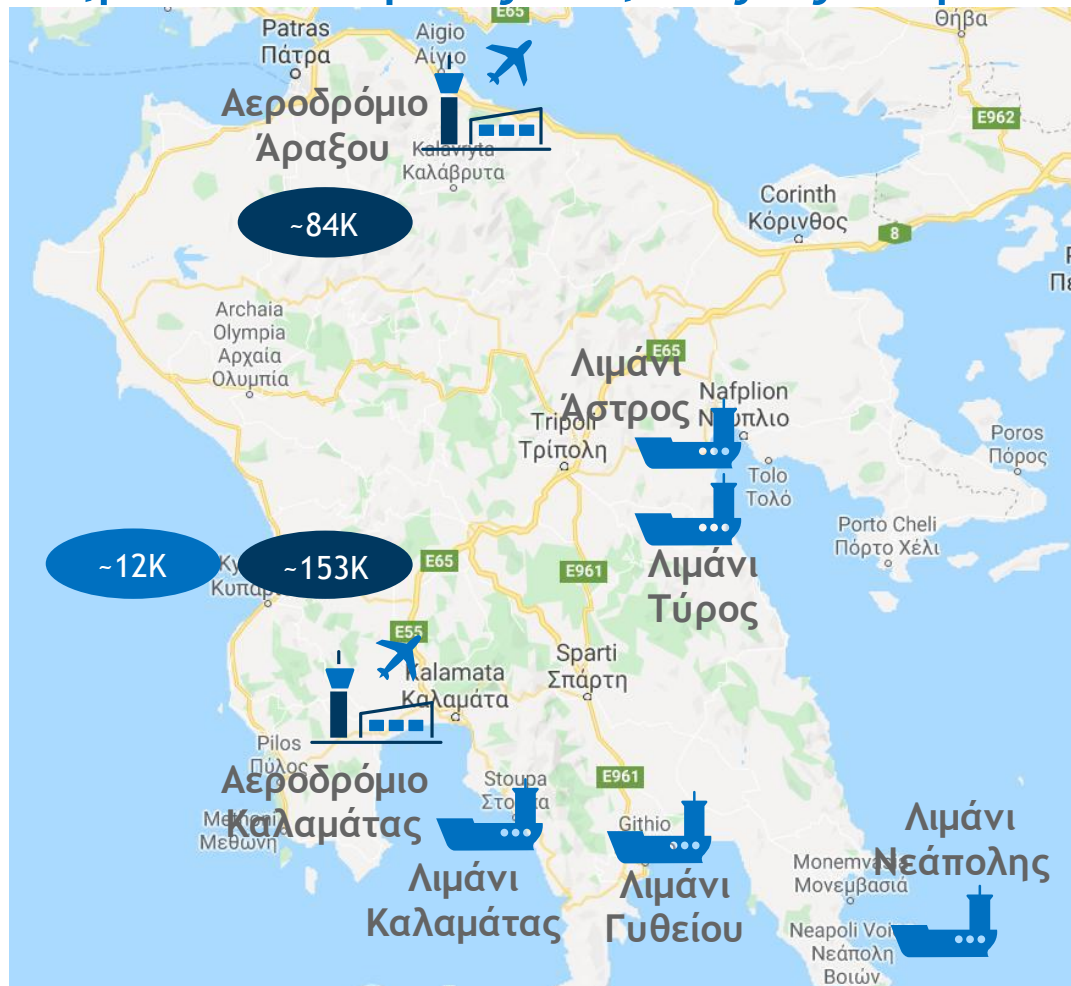 E65
Θήβα
Patras
Πάτρα
Aigio
Αίγιο
Αεροδρόμιο
Άραξου
E962
Kalavryta
Καλάβρυτα
Corinth
Κόρινθος
~84K
8
Archaia
Olympia
Αρχαία
Ολυμπία
E65
Λιμάνι
Άστρος
Nafplion
Tripoli
Τρίπολη
Poros
Πόρος
Tolo
Τολό
Porto Cheli
Πόρτο Χέλι
~12K
~153K
E65
E961
Λιμάνι
Τύρος
E55
Sparti
Σπάρτη
Kalamata
Καλαμάτα
Pilos
Πύλος
Αεροδρόμιο
Καλαμάτας
Stoupa
E961
Μεθώνη
Githio
Λιμάνι
Νεάπολης
Monemvasia
Μονεμβασιά
Λιμάνι
Καλαμάτας
Λιμάνι
Γυθείου
Neapoli
Νεάπολη
Βοιών